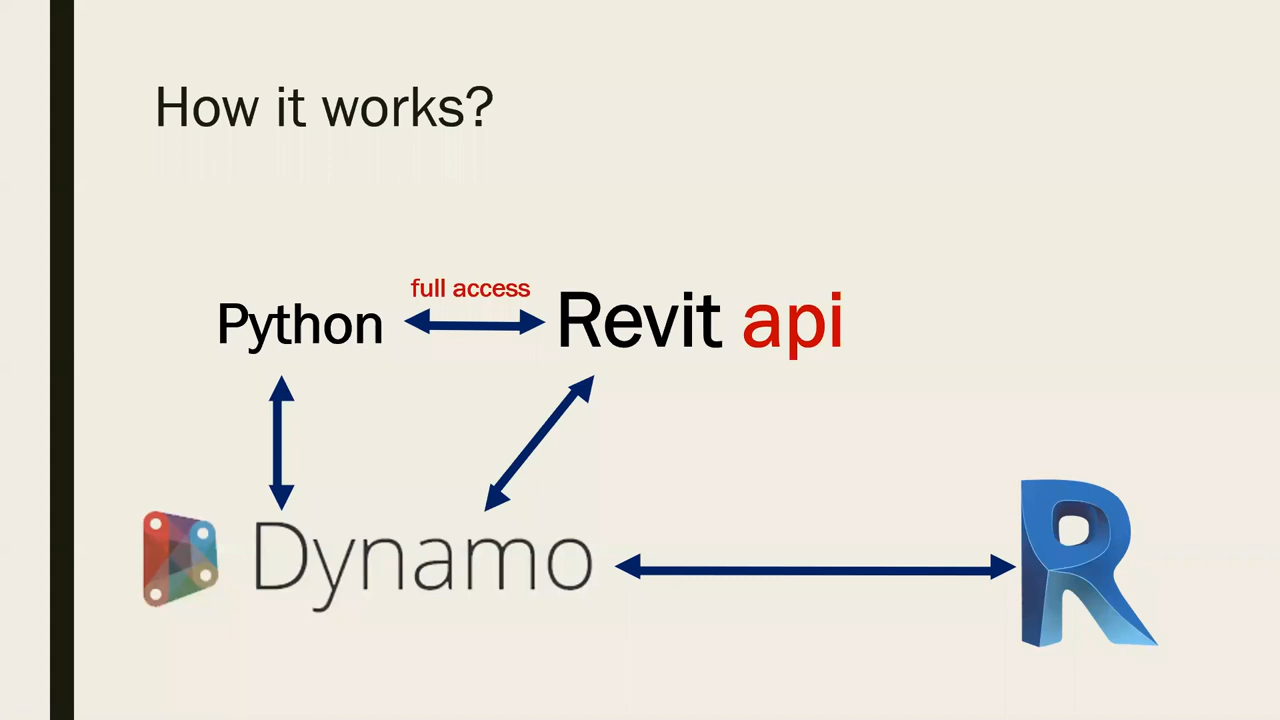 How it works?
full access
Python
Revit api
Dynamo
R